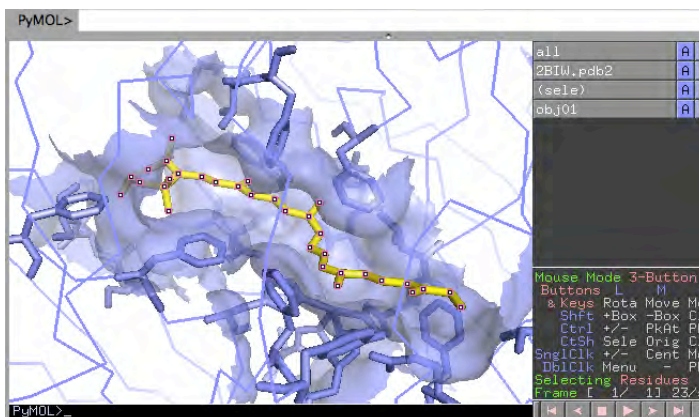 PyMOL>
all A
2BIW.pdb2 A
(sele) A
obj01 A
Mouse Mode 3-Button
Buttons L M
& Keys Rota Move M
Shft +Box -Box C
Ctrl +/- PkAt P
CtSh Sele Orig C
SnglClk +/- Cent M
DblClk Menu - P
Selecting Residues
Frame [ 1/ 1] 23
PyMOL>_